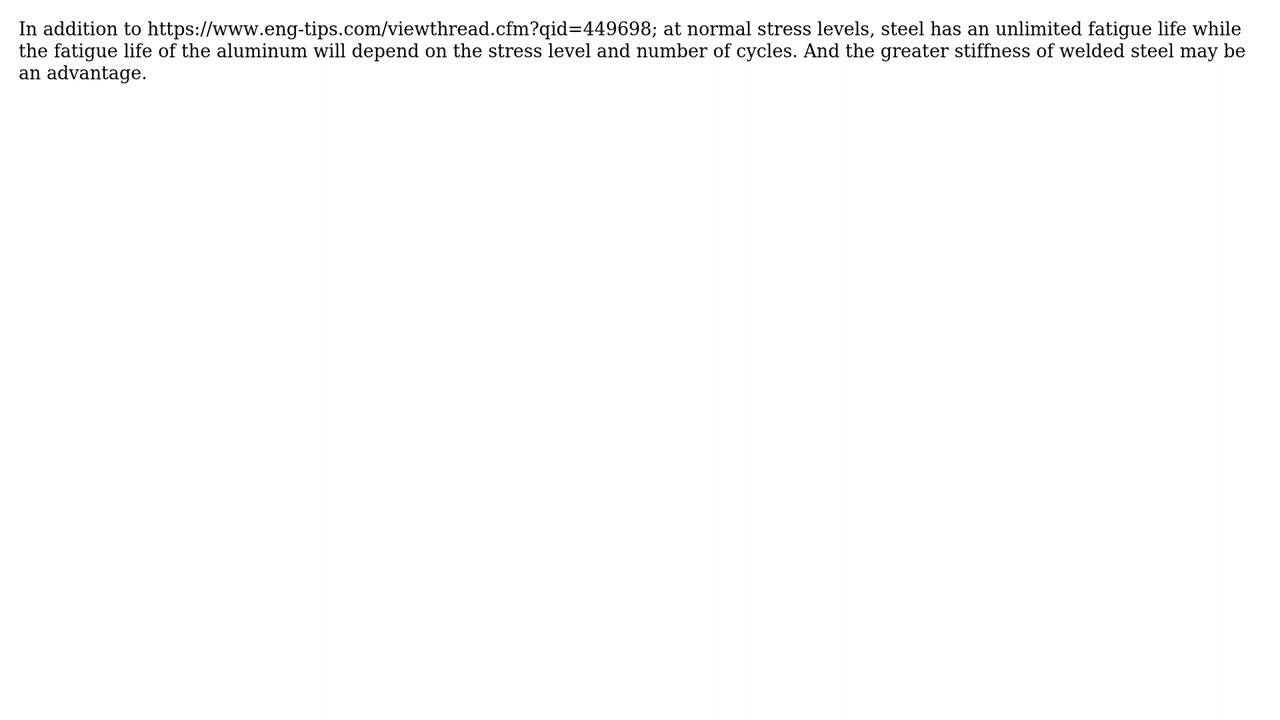 In addition to https://www.eng-tips.com/viewthread.cfm?qid=449698; at normal stress levels, steel has an unlimited fatigue life while
the fatigue life of the aluminum will depend on the stress level and number of cycles. And the greater stiffness of welded steel may be
an advantage.